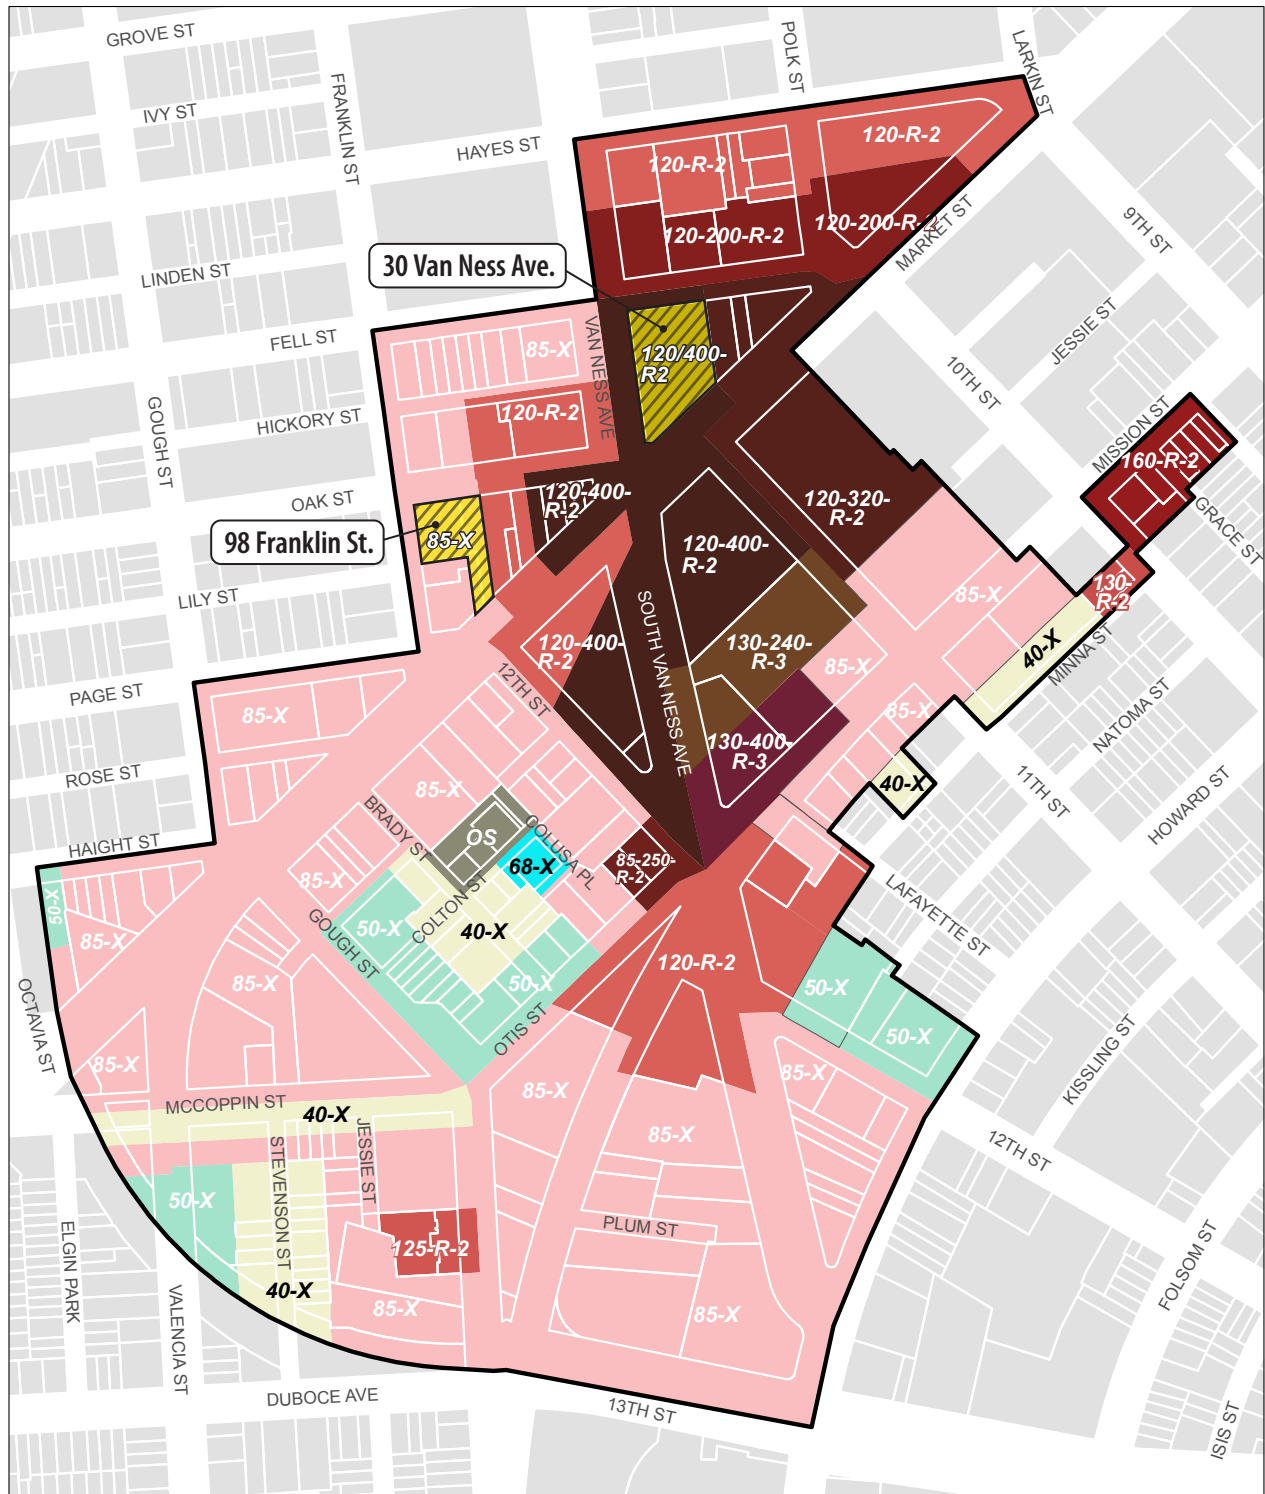 GROVE ST
POLK ST
LARKIN ST
FRANKLIN ST
IVY ST
HAYES ST
120-R-2
120-R-2
9TH ST
120-200-R-2
120-200-R-2
MARKET ST
LINDEN ST
30 Van Ness Ave.
FELL ST
VAN NESS AVE
85-X
120/400-
R2
JESSIE ST
10TH ST
GOUGH ST
HICKORY ST
120-R-2
MISSION ST
160-R-2
OAK ST
120-400-
R-2
120-320-
R-2
GRACE ST
98 Franklin St.
85-X
120-400-
R-2
LILY ST
SOUTH VAN NESS AVE
85-X
130-
R-2
120-400-
R-2
130-240-
R-3
40-X
MINNA ST
PAGE ST
12TH ST
85-X
85-X
85-X
NATOMA ST
130-400-
R-3
ROSE ST
85-X
40-X
11TH ST
HOWARD ST
HAIGHT ST
BRADY ST
OS
COLUSA PL
68-X
85-250-
R-2
85-X
50-X
COLTON ST
LAFAYETTE ST
50-X
40-X
85-X
GOUGH ST
120-R-2
85-X
50-X
50-X
OCTAVIA ST
OTIS ST
50-X
85-X
85-X
85-X
KISSLING ST
MCCOPPIN ST
40-X
85-X
12TH ST
STEVENSON ST
JESSIE ST
50-X
PLUM ST
125-R-2
ELGIN PARK
FOLSOM ST
40-X
85-X
85-X
VALENCIA ST
DUBOCE AVE
13TH ST
ISIS ST